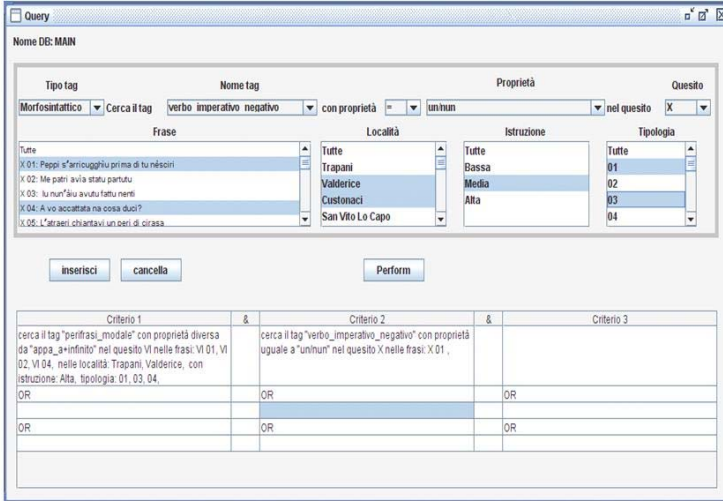 Query
Nome DB: MAIN
Tipo tag Nome tag Proprietà Quesito
Morfosintattico Cerca il tag verbo_imperativo_negativo con proprietà = un/nun nel quesito X
Frase Località Istruzione Tipologia
Tutte
X 01: Peppi s'arricugghìu prima di tu nésciri
X 02: Me patri avìa statu partutu
X 03: Iu nun'àiu avutu fattu nenti
X 04: A vo accattata na cosa duci?
X 05: L'atraeri chiantavi un peri di cirasa
Tutte
Trapani
Valderice
Custonaci
San Vito Lo Capo
Tutte
Bassa
Media
Alta
Tutte
01
02
03
04
inserisci cancella Perform
Criterio 1 & Criterio 2 & Criterio 3
cerca il tag "perifrasi_modale" con proprietà diversa
da "appa_a+infinito" nel quesito VI nelle frasi: VI 01, VI
02, VI 04, nelle località: Trapani, Valderice, con
istruzione: Alta, tipologia: 01, 03, 04,
cerca il tag "verbo_imperativo_negativo" con proprietà
uguale a "un/nun" nel quesito X nelle frasi: X 01 ,
OR OR OR
OR OR OR